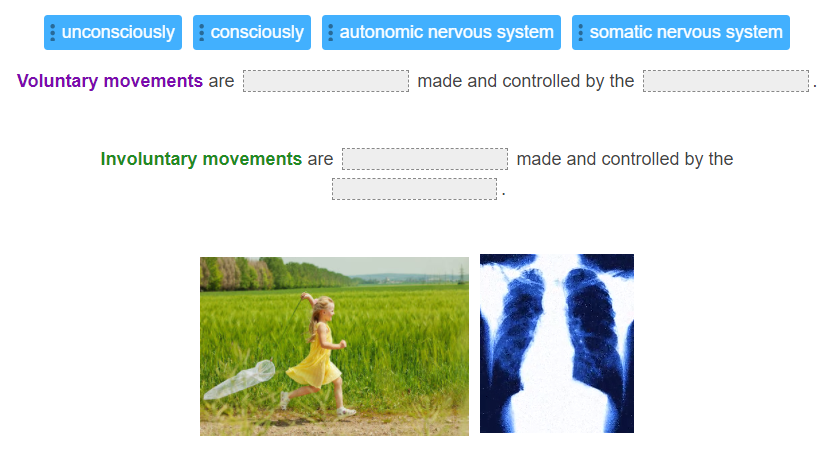 unconsciously consciously autonomic nervous system somatic nervous system
Voluntary movements are made and controlled by the .
Involuntary movements are made and controlled by the
.